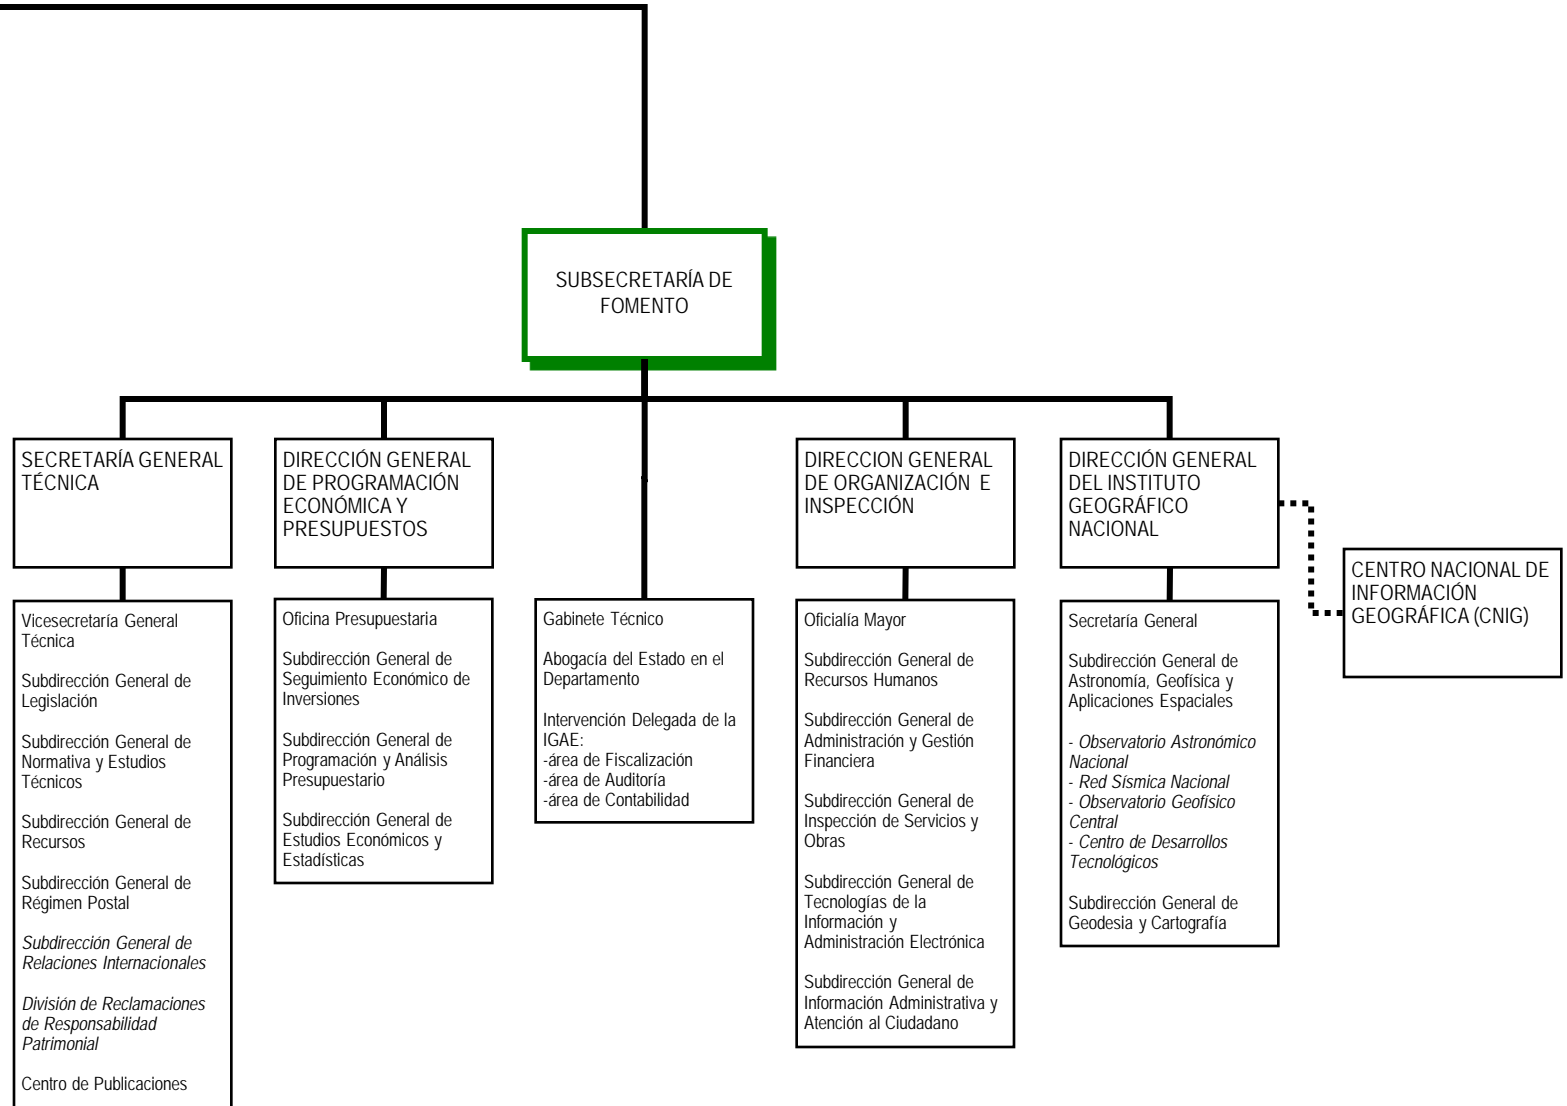 SUBSECRETARÍA DE
FOMENTO
SECRETARÍA GENERAL
TÉCNICA
DIRECCIÓN GENERAL
DE PROGRAMACIÓN
ECONÓMICA Y
PRESUPUESTOS
DIRECCION GENERAL
DE ORGANIZACIÓN E
INSPECCIÓN
DIRECCIÓN GENERAL
DEL INSTITUTO
GEOGRÁFICO
NACIONAL
CENTRO NACIONAL DE
INFORMACIÓN
GEOGRÁFICA (CNIG)
Vicesecretaría General
Técnica
Subdirección General de
Legislación
Subdirección General de
Normativa y Estudios
Técnicos
Subdirección General de
Recursos
Subdirección General de
Régimen Postal
Subdirección General de
Relaciones Internacionales
División de Reclamaciones
de Responsabilidad
Patrimonial
Centro de Publicaciones
Oficina Presupuestaria
Subdirección General de
Seguimiento Económico de
Inversiones
Subdirección General de
Programación y Análisis
Presupuestario
Subdirección General de
Estudios Económicos y
Estadísticas
Gabinete Técnico
Abogacía del Estado en el
Departamento
Intervención Delegada de la
IGAE:
-área de Fiscalización
-área de Auditoría
-área de Contabilidad
Oficialía Mayor
Subdirección General de
Recursos Humanos
Subdirección General de
Administración y Gestión
Financiera
Subdirección General de
Inspección de Servicios y
Obras
Subdirección General de
Tecnologías de la
Información y
Administración Electrónica
Subdirección General de
Información Administrativa y
Atención al Ciudadano
Secretaría General
Subdirección General de
Astronomía, Geofísica y
Aplicaciones Espaciales
- Observatorio Astronómico
Nacional
- Red Sísmica Nacional
- Observatorio Geofísico
Central
- Centro de Desarrollos
Tecnológicos
Subdirección General de
Geodesia y Cartografía